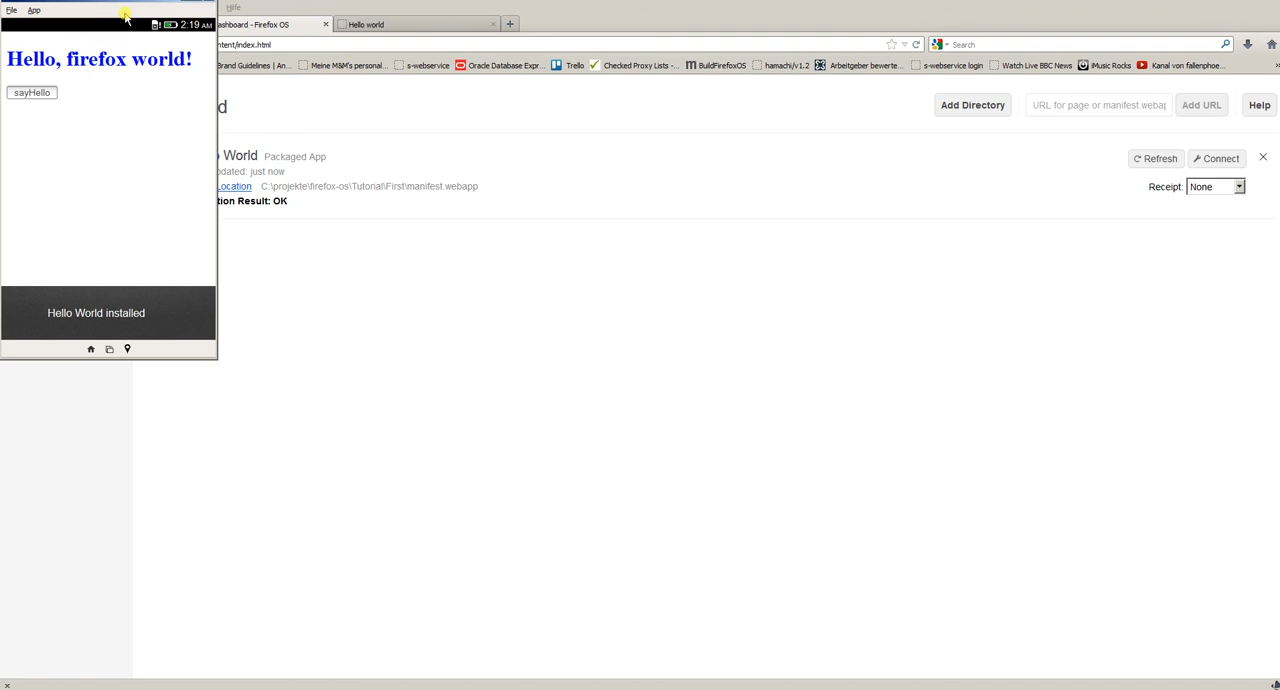 File App
2:19 AM
Hello, firefox world!
sayHello
Hello World installed
Hilfe
ashboard - Firefox OS
Hello world
ntent/index.html
Search
Brand Guidelines | An...
Meine M&M's personal...
s-webservice
Oracle Database Expr...
Trello
Checked Proxy Lists -...
BuildFirefoxOS
hamachi/v1.2
Arbeitgeber bewerte...
s-webservice login
Watch Live BBC News
iMusic Rocks
Kanal von fallenphoe...
d
Add Directory
URL for page or manifest.webap
Add URL
Help
o World Packaged App
Refresh
Connect
pdated: just now
Location C:\projekte\firefox-os\Tutorial\First\manifest.webapp
Receipt: None
tion Result: OK